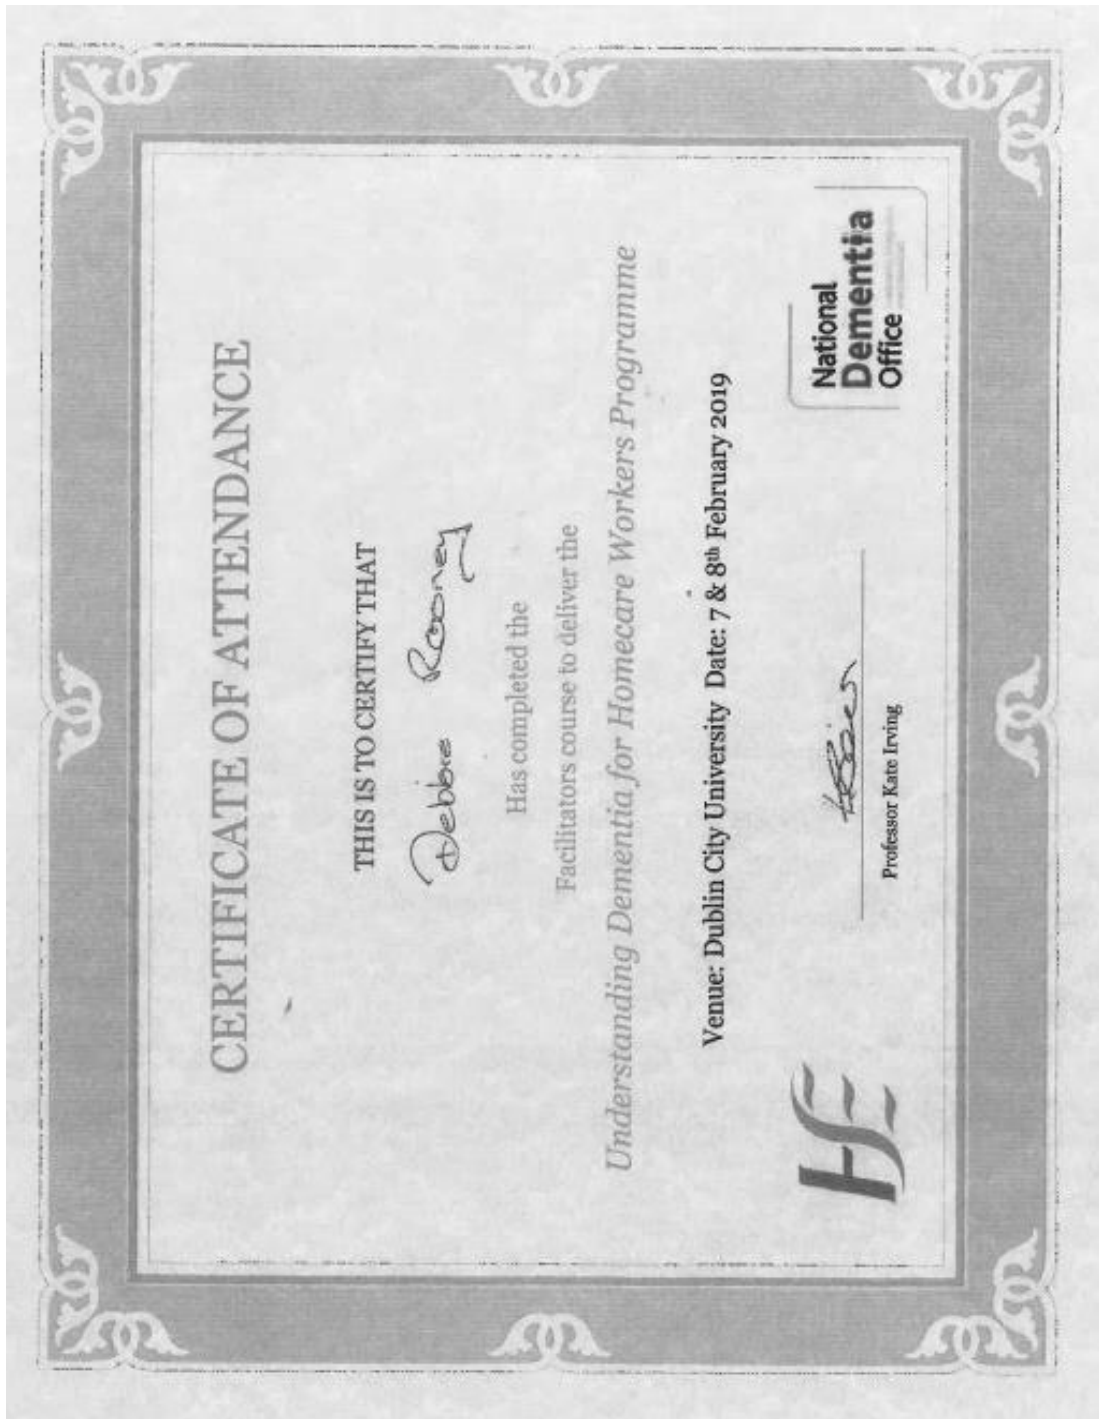 CERTIFICATE OF ATTENDANCE
THIS IS TO CERTIFY THAT
Debbie Rooney
Has completed the
Facilitators course to deliver the
Understanding Dementia for Homecare Workers Programme
Venue: Dublin City University Date: 7 & 8th February 2019
HSE
Professor Kate Irving
National
Dementia
Office